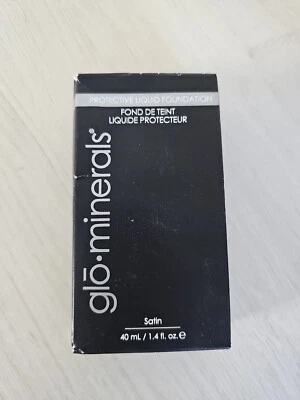 PROTECTIVE LIQUID FOUNDATION
FOND DE TEINT
LIQUIDE PROTECTEUR
glō·minerals®
Satin
40 ml. / 1.4 fl. oz. ℮